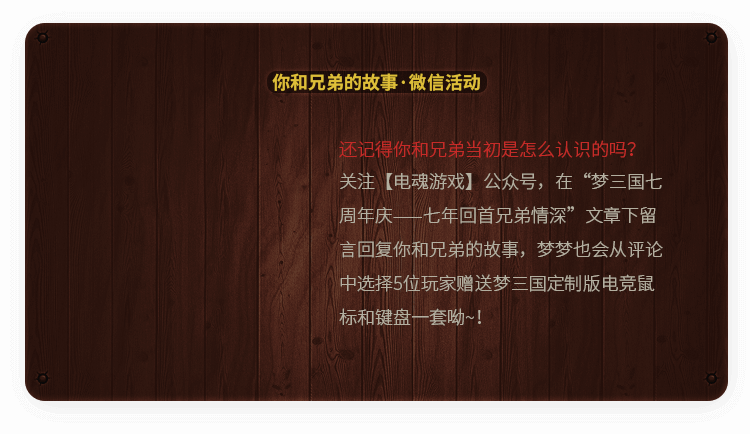 你和兄弟的故事·微信活动
还记得你和兄弟当初是怎么认识的吗？
关注【电魂游戏】公众号，在“梦三国七
周年庆——七年回首兄弟情深”文章下留
言回复你和兄弟的故事，梦梦也会从评论
中选择5位玩家赠送梦三国定制版电竞鼠
标和键盘一套呦~！